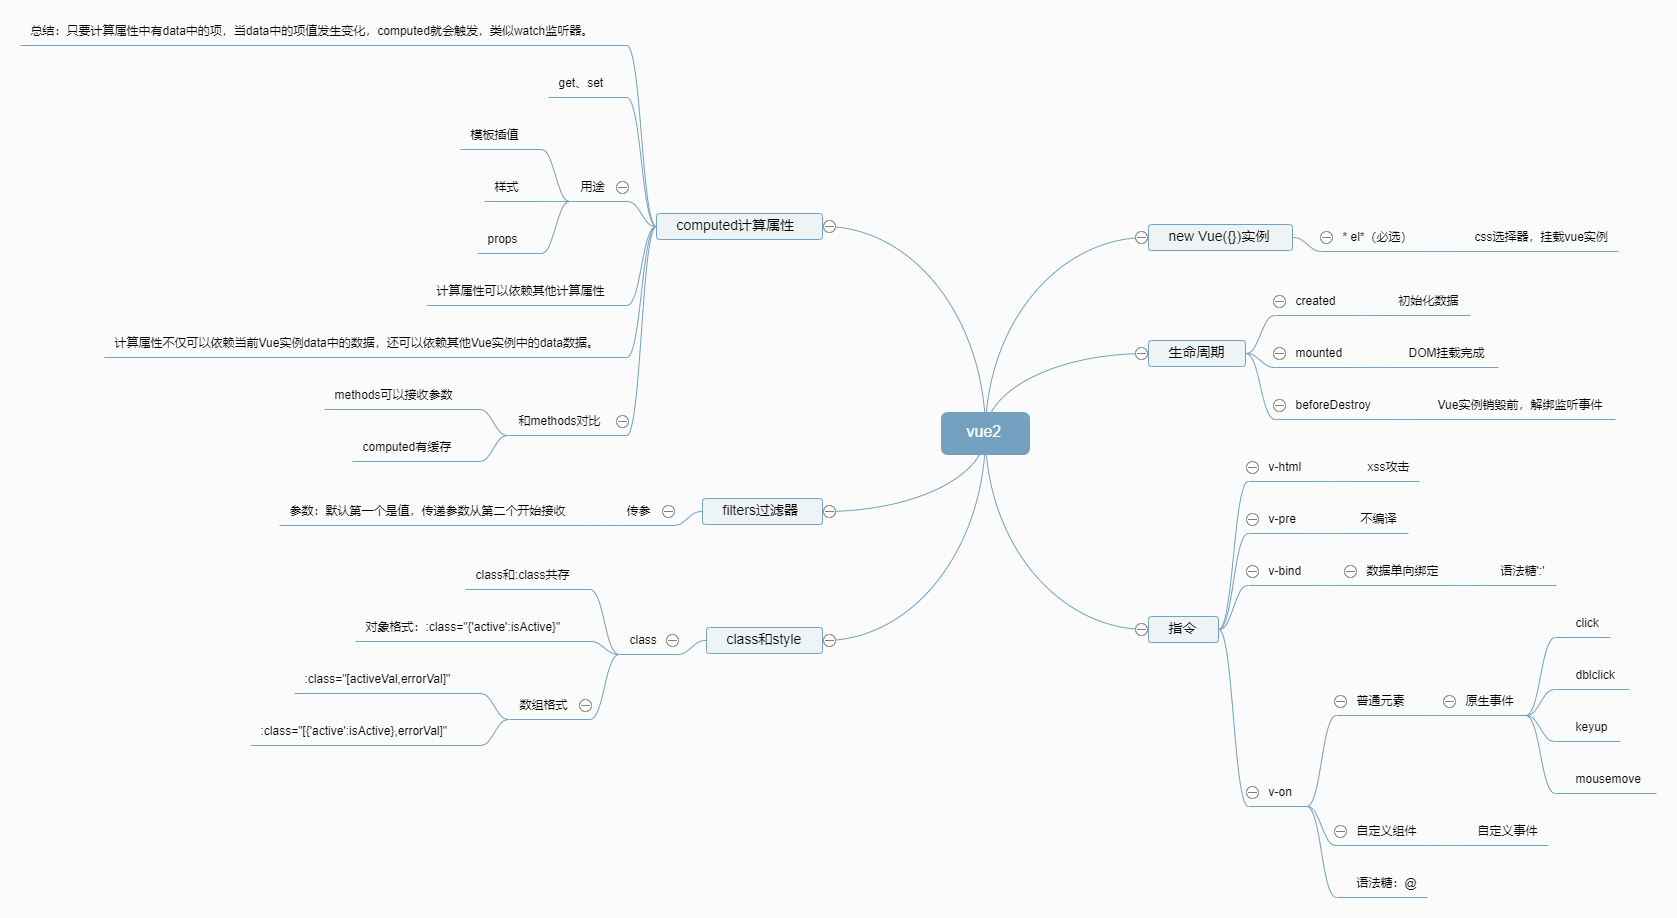 vue2
new Vue({})实例
* el*（必选）
css选择器，挂载vue实例
生命周期
created
初始化数据
mounted
DOM挂载完成
beforeDestroy
Vue实例销毁前，解绑监听事件
指令
v-html
xss攻击
v-pre
不编译
v-bind
数据单向绑定
语法糖':'
v-on
普通元素
原生事件
click
dblclick
keyup
mousemove
自定义组件
自定义事件
语法糖：@
computed计算属性
总结：只要计算属性中有data中的项，当data中的项值发生变化，computed就会触发，类似watch监听器。
get、set
用途
模板插值
样式
props
计算属性可以依赖其他计算属性
计算属性不仅可以依赖当前Vue实例data中的数据，还可以依赖其他Vue实例中的data数据。
和methods对比
methods可以接收参数
computed有缓存
filters过滤器
传参
参数：默认第一个是值，传递参数从第二个开始接收
class和style
class
class和:class共存
对象格式：:class="{'active':isActive}"
数组格式
:class="[activeVal,errorVal]"
:class="[{'active':isActive},errorVal]"